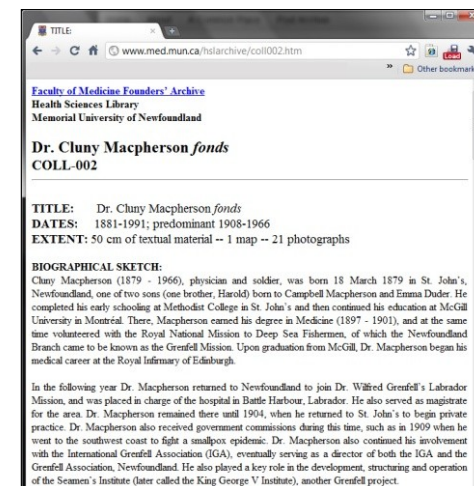 TITLE:
www.med.mun.ca/hslarchive/coll002.htm
Load
» Other bookmark
Faculty of Medicine Founders' Archive
Health Sciences Library
Memorial University of Newfoundland
Dr. Cluny Macpherson fonds
COLL-002
TITLE: Dr. Cluny Macpherson fonds
DATES: 1881-1991; predominant 1908-1966
EXTENT: 50 cm of textual material -- 1 map -- 21 photographs
BIOGRAPHICAL SKETCH:
Cluny Macpherson (1879 - 1966), physician and soldier, was born 18 March 1879 in St. John's,
Newfoundland, one of two sons (one brother, Harold) born to Campbell Macpherson and Emma Duder. He
completed his early schooling at Methodist College in St. John's and then continued his education at McGill
University in Montréal. There, Macpherson earned his degree in Medicine (1897 - 1901), and at the same
time volunteered with the Royal National Mission to Deep Sea Fishermen, of which the Newfoundland
Branch came to be known as the Grenfell Mission. Upon graduation from McGill, Dr. Macpherson began his
medical career at the Royal Infirmary of Edinburgh.
In the following year Dr. Macpherson returned to Newfoundland to join Dr. Wilfred Grenfell's Labrador
Mission, and was placed in charge of the hospital in Battle Harbour, Labrador. He also served as magistrate
for the area. Dr. Macpherson remained there until 1904, when he returned to St. John's to begin private
practice. Dr. Macpherson also received government commissions during this time, such as in 1909 when he
went to the southwest coast to fight a smallpox epidemic. Dr. Macpherson also continued his involvement
with the International Grenfell Association (IGA), eventually serving as a director of both the IGA and the
Grenfell Association, Newfoundland. He also played a key role in the development, structuring and operation
of the Seamen's Institute (later called the King George V Institute), another Grenfell project.